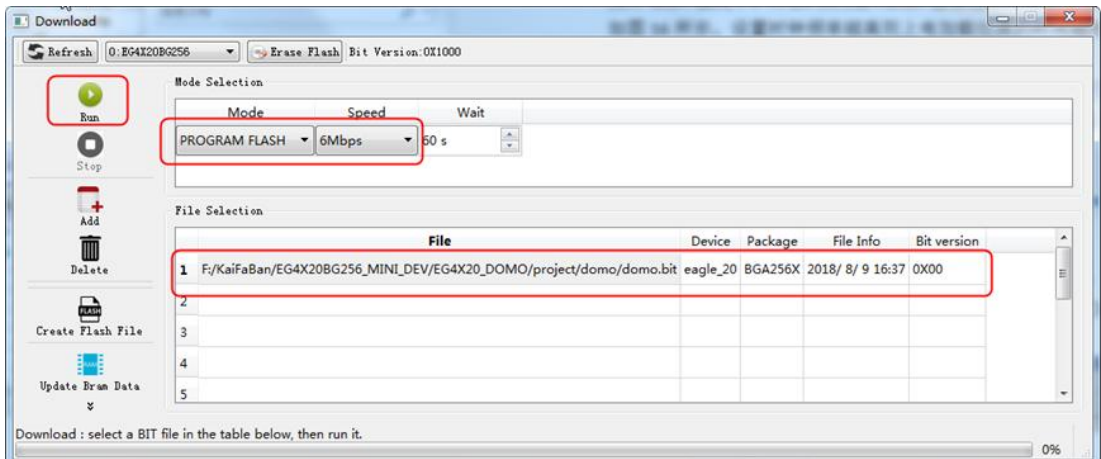 Download
Refresh 0:EG4X20BG256 Erase Flash Bit Version:0X1000
Run
Stop
Add
Delete
Create Flash File
Update Bram Data
Mode Selection
Mode Speed Wait
PROGRAM FLASH 6Mbps 60 s
File Selection
File Device Package File Info Bit version
1 F:/KaiFaBan/EG4X20BG256_MINI_DEV/EG4X20_DOMO/project/domo/domo.bit eagle_20 BGA256X 2018/ 8/ 9 16:37 0X00
2
3
4
5
Download : select a BIT file in the table below, then run it.
0%